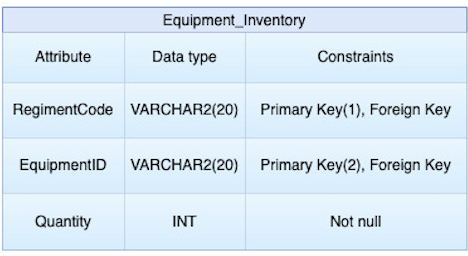 Equipment_Inventory
Attribute Data type Constraints
RegimentCode VARCHAR2(20) Primary Key(1), Foreign Key
EquipmentID VARCHAR2(20) Primary Key(2), Foreign Key
Quantity INT Not null